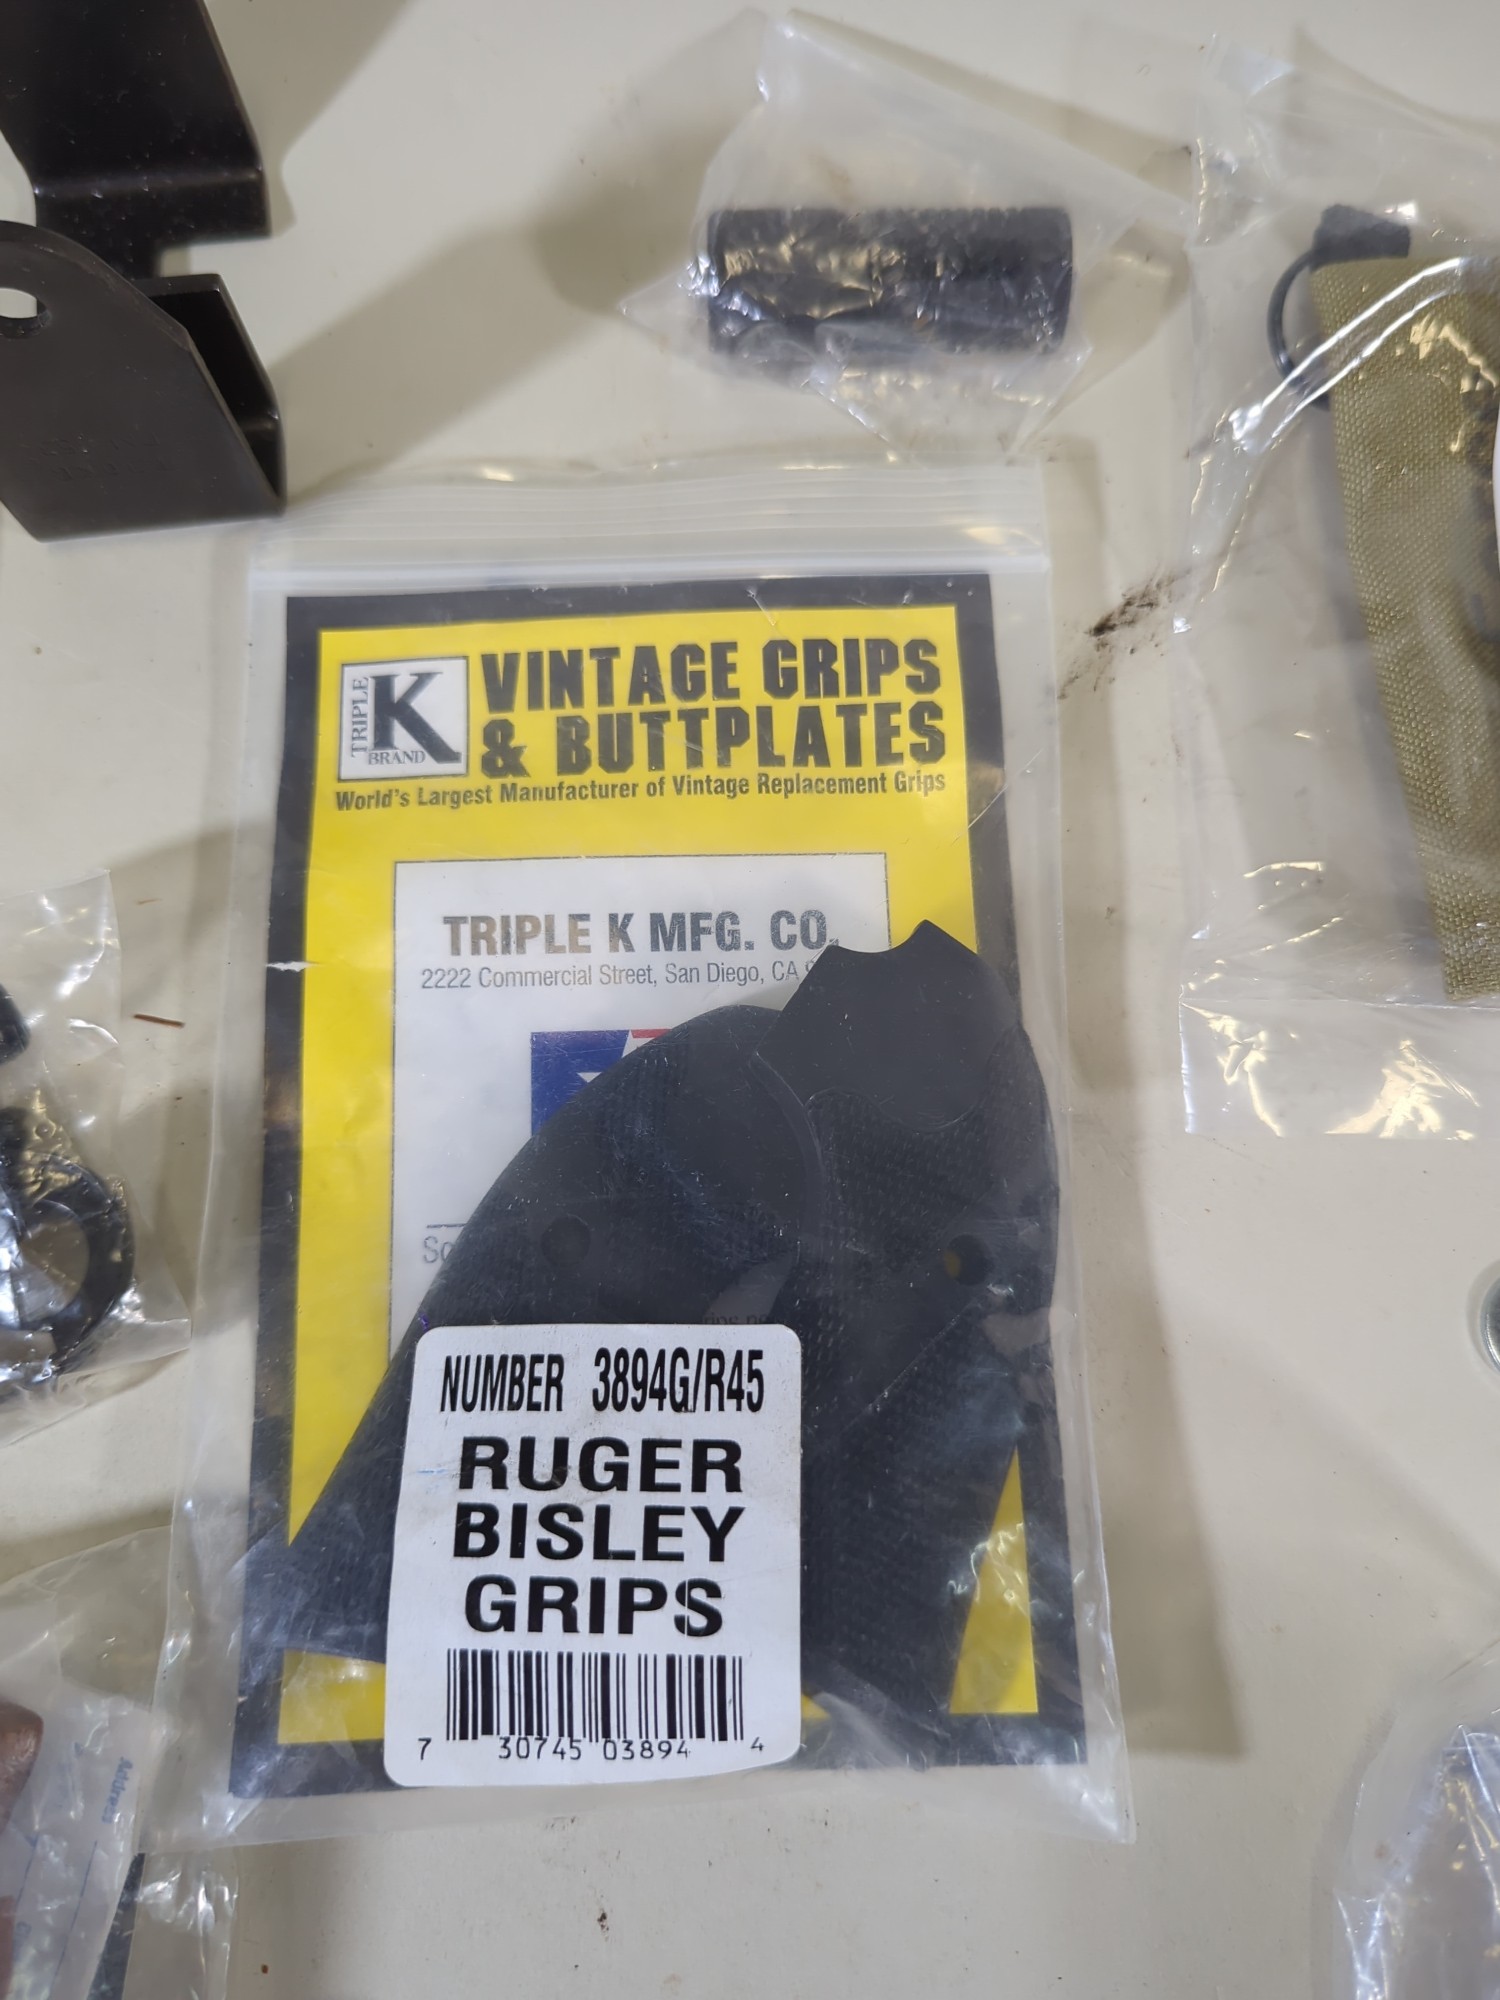 TRIPLE
K
BRAND
VINTAGE GRIPS
& BUTTPLATES
World's Largest Manufacturer of Vintage Replacement Grips
TRIPLE K MFG. CO.
2222 Commercial Street, San Diego, CA
NUMBER 3894G/R45
RUGER
BISLEY
GRIPS
7 30745 03894 4
Address